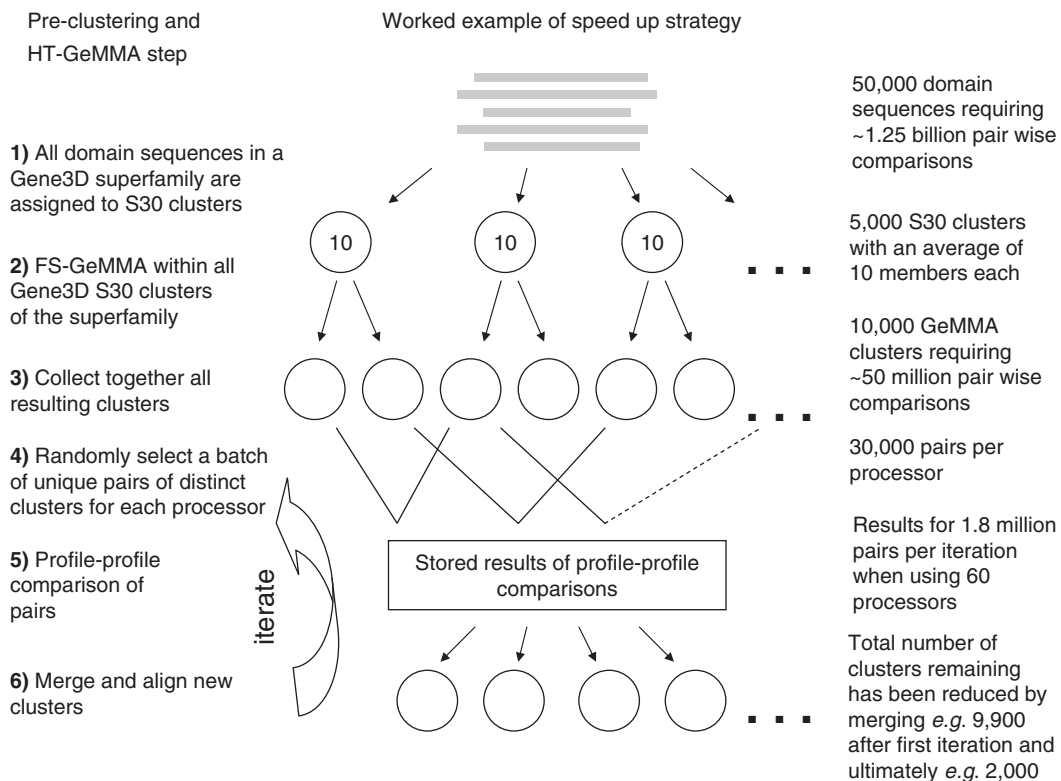 Pre-clustering and
HT-GeMMA step
Worked example of speed up strategy
50,000 domain
sequences requiring
~1.25 billion pair wise
comparisons
1) All domain sequences in a
Gene3D superfamily are
assigned to S30 clusters
10
10
10
5,000 S30 clusters
with an average of
10 members each
2) FS-GeMMA within all
Gene3D S30 clusters
of the superfamily
10,000 GeMMA
clusters requiring
~50 million pair wise
comparisons
3) Collect together all
resulting clusters
4) Randomly select a batch
of unique pairs of distinct
clusters for each processor
30,000 pairs per
processor
5) Profile-profile
comparison of
pairs
iterate
Stored results of profile-profile
comparisons
Results for 1.8 million
pairs per iteration
when using 60
processors
6) Merge and align new
clusters
Total number of
clusters remaining
has been reduced by
merging e.g. 9,900
after first iteration and
ultimately e.g. 2,000